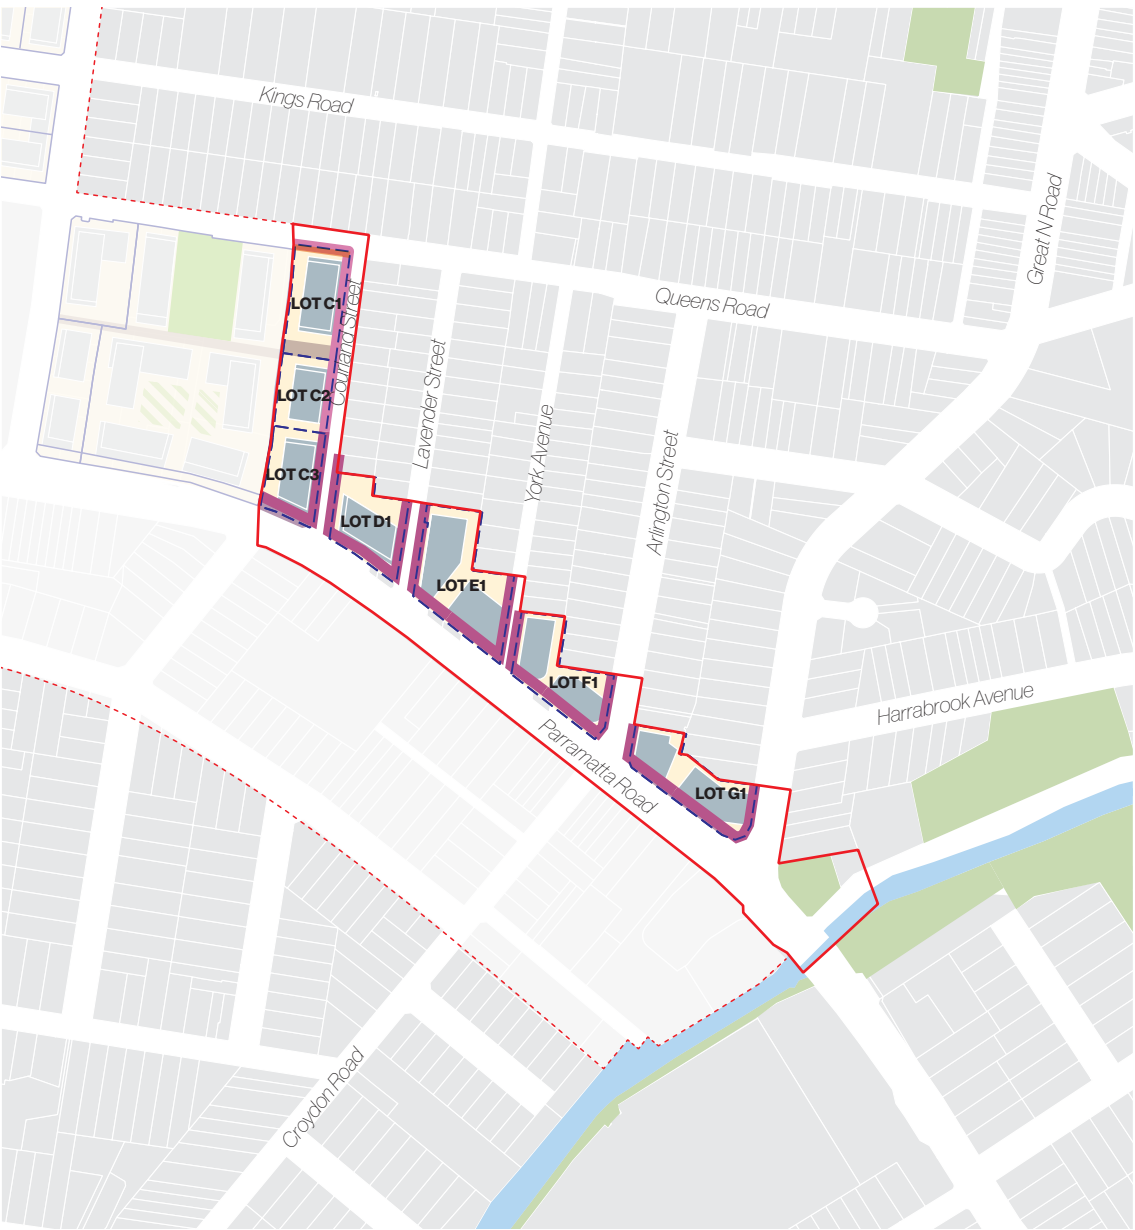 Kings Road
Great N Road
Queens Road
LOT C1
Courland Street
Lavender Street
LOT C2
York Avenue
Arlington Street
LOT C3
LOT D1
LOT E1
LOT F1
Harrabrook Avenue
Parramatta Road
LOT G1
Croydon Road